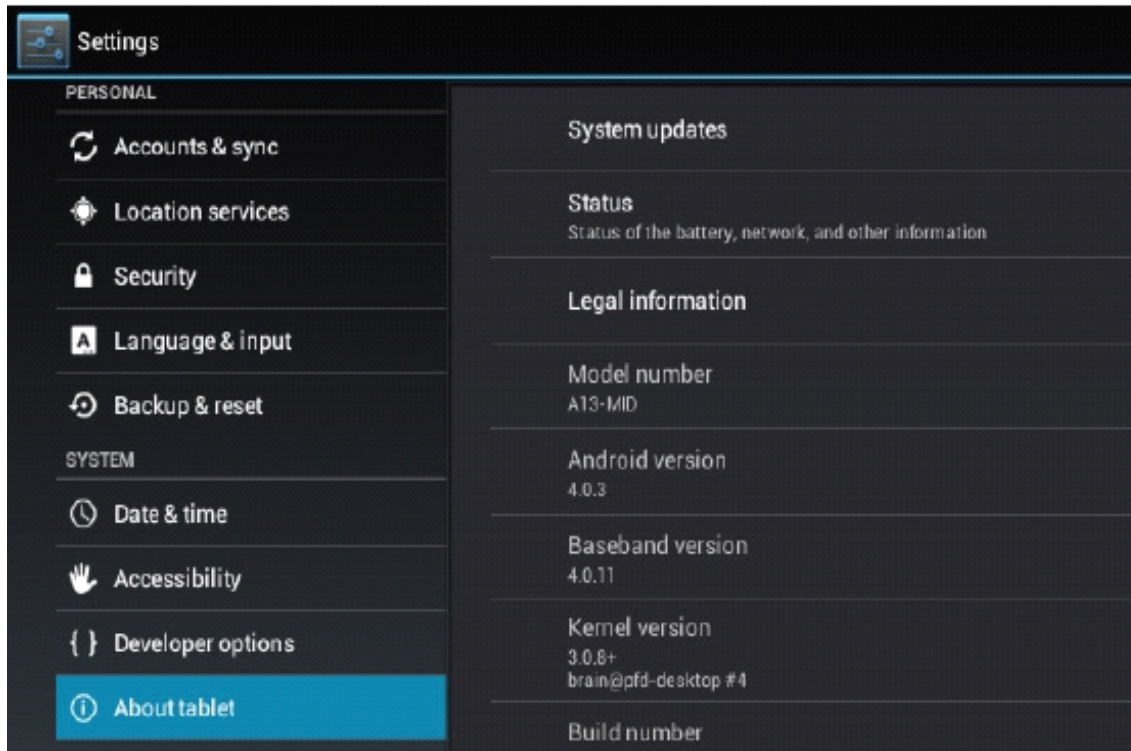 Settings
PERSONAL
Accounts & sync
Location services
Security
Language & input
Backup & reset
SYSTEM
Date & time
Accessibility
{ } Developer options
About tablet
System updates
Status
Status of the battery, network, and other information
Legal information
Model number
A13-MID
Android version
4.0.3
Baseband version
4.0.11
Kernel version
3.0.8+
brain@pfd-desktop #4
Build number